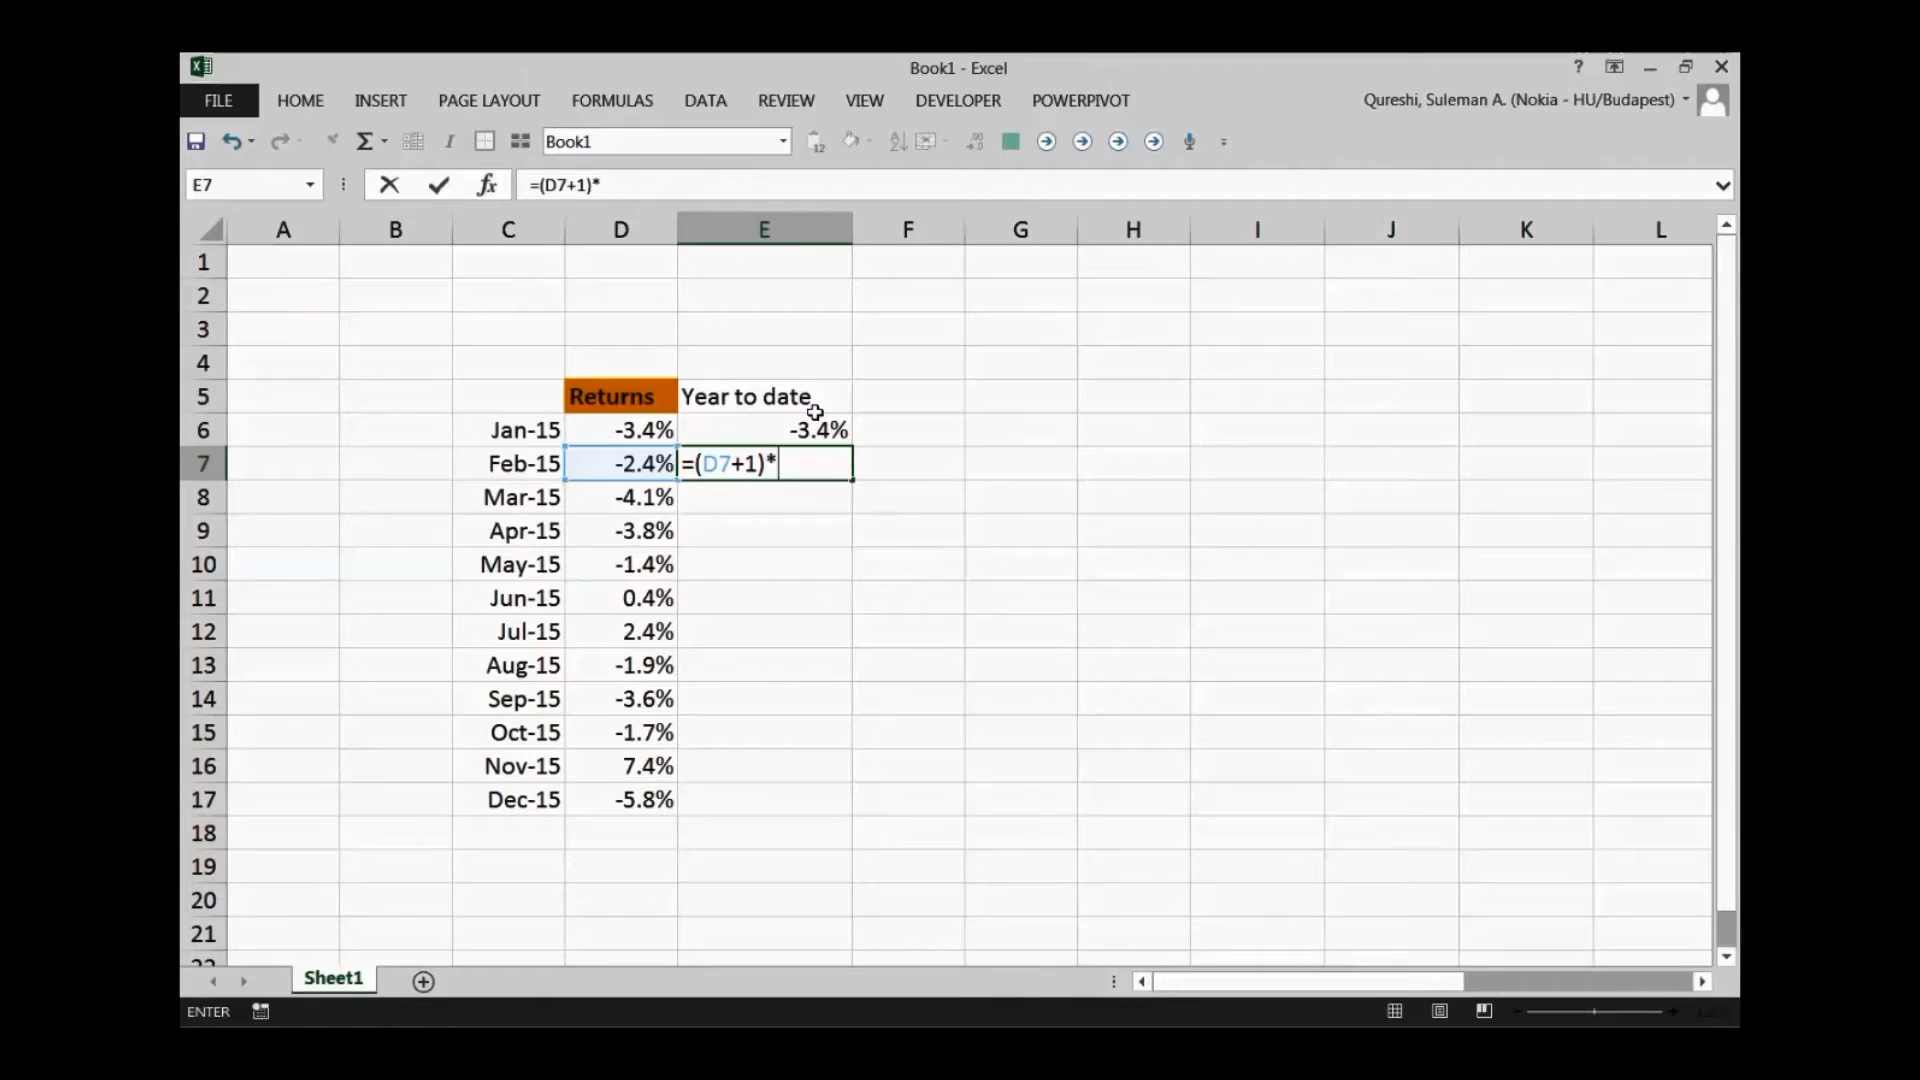 Book1 - Excel
?
FILE HOME INSERT PAGE LAYOUT FORMULAS DATA REVIEW VIEW DEVELOPER POWERPIVOT Qureshi, Suleman A. (Nokia - HU/Budapest)
Book1
E7 fx =(D7+1)*
A B C D E F G H I J K L
1
2
3
4
5 Returns Year to date
6 Jan-15 -3.4% -3.4%
7 Feb-15 -2.4% =(D7+1)*
8 Mar-15 -4.1%
9 Apr-15 -3.8%
10 May-15 -1.4%
11 Jun-15 0.4%
12 Jul-15 2.4%
13 Aug-15 -1.9%
14 Sep-15 -3.6%
15 Oct-15 -1.7%
16 Nov-15 7.4%
17 Dec-15 -5.8%
18
19
20
21
22
Sheet1
ENTER